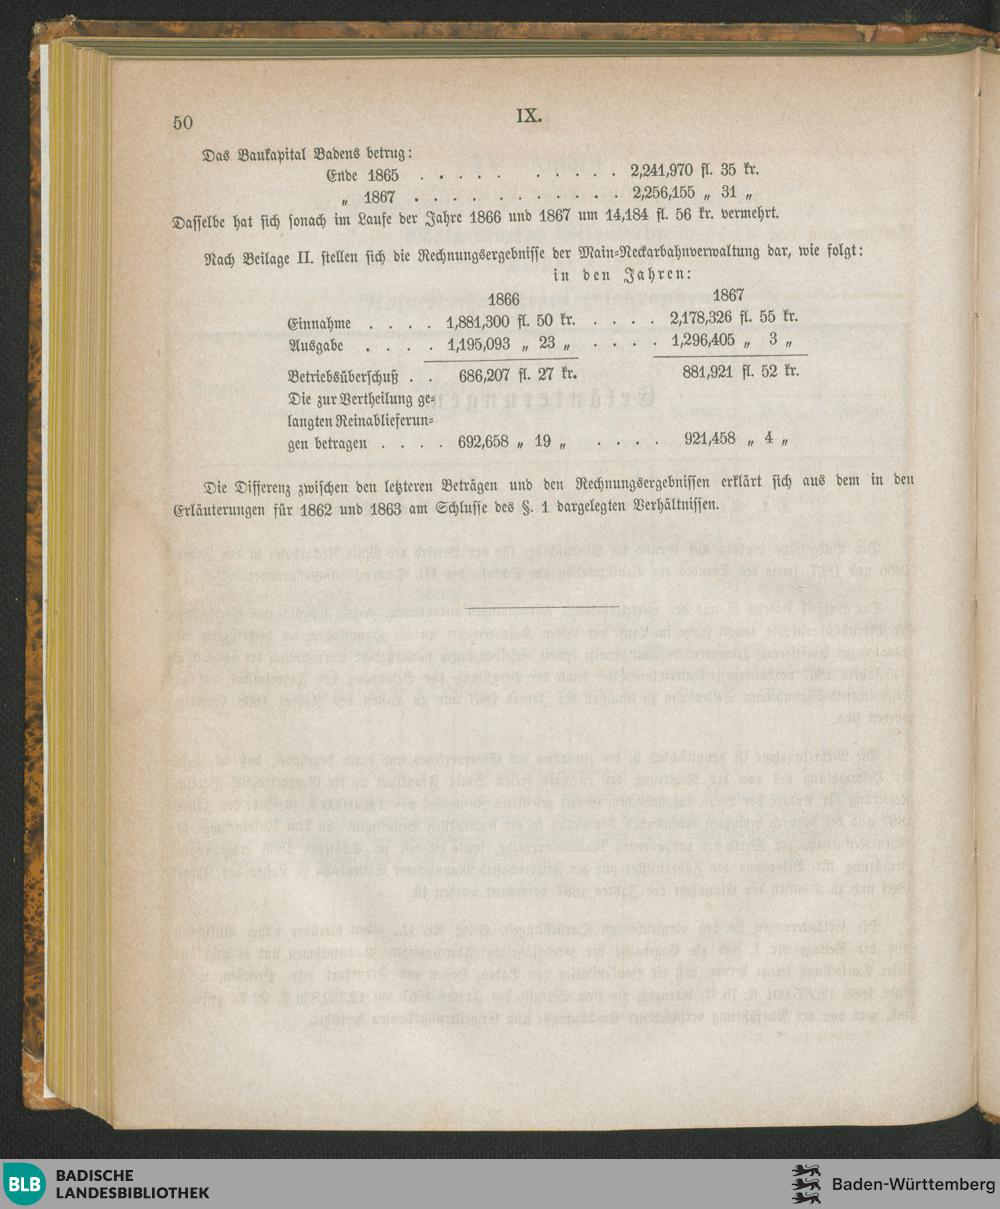 50
IX.
Das Baukapital Badens betrug:
Ende 1865 . . . . . . . . . . 2,241,970 fl. 35 kr.
„ 1867 . . . . . . . . . . . 2,256,155 „ 31 „
Dasselbe hat sich sonach im Laufe der Jahre 1866 und 1867 um 14,184 fl. 56 kr. vermehrt.
Nach Beilage II. stellen sich die Rechnungsergebnisse der Main-Neckarbahnverwaltung dar, wie folgt:
in den Jahren:
1866 1867
Einnahme . . . . 1,881,300 fl. 50 kr. . . . . 2,178,326 fl. 55 kr.
Ausgabe . . . . 1,195,093 „ 23 „ . . . . 1,296,405 „ 3 „
Betriebsüberschuß . . 686,207 fl. 27 kr. 881,921 fl. 52 kr.
Die zur Vertheilung ge-
langten Reinablieferun-
gen betragen . . . . 692,658 „ 19 „ . . . . 921,458 „ 4 „
Die Differenz zwischen den letzteren Beträgen und den Rechnungsergebnissen erklärt sich aus dem in den
Erläuterungen für 1862 und 1863 am Schlusse des §. 1 dargelegten Verhältnissen.
BLB BADISCHE
LANDESBIBLIOTHEK
Baden-Württemberg